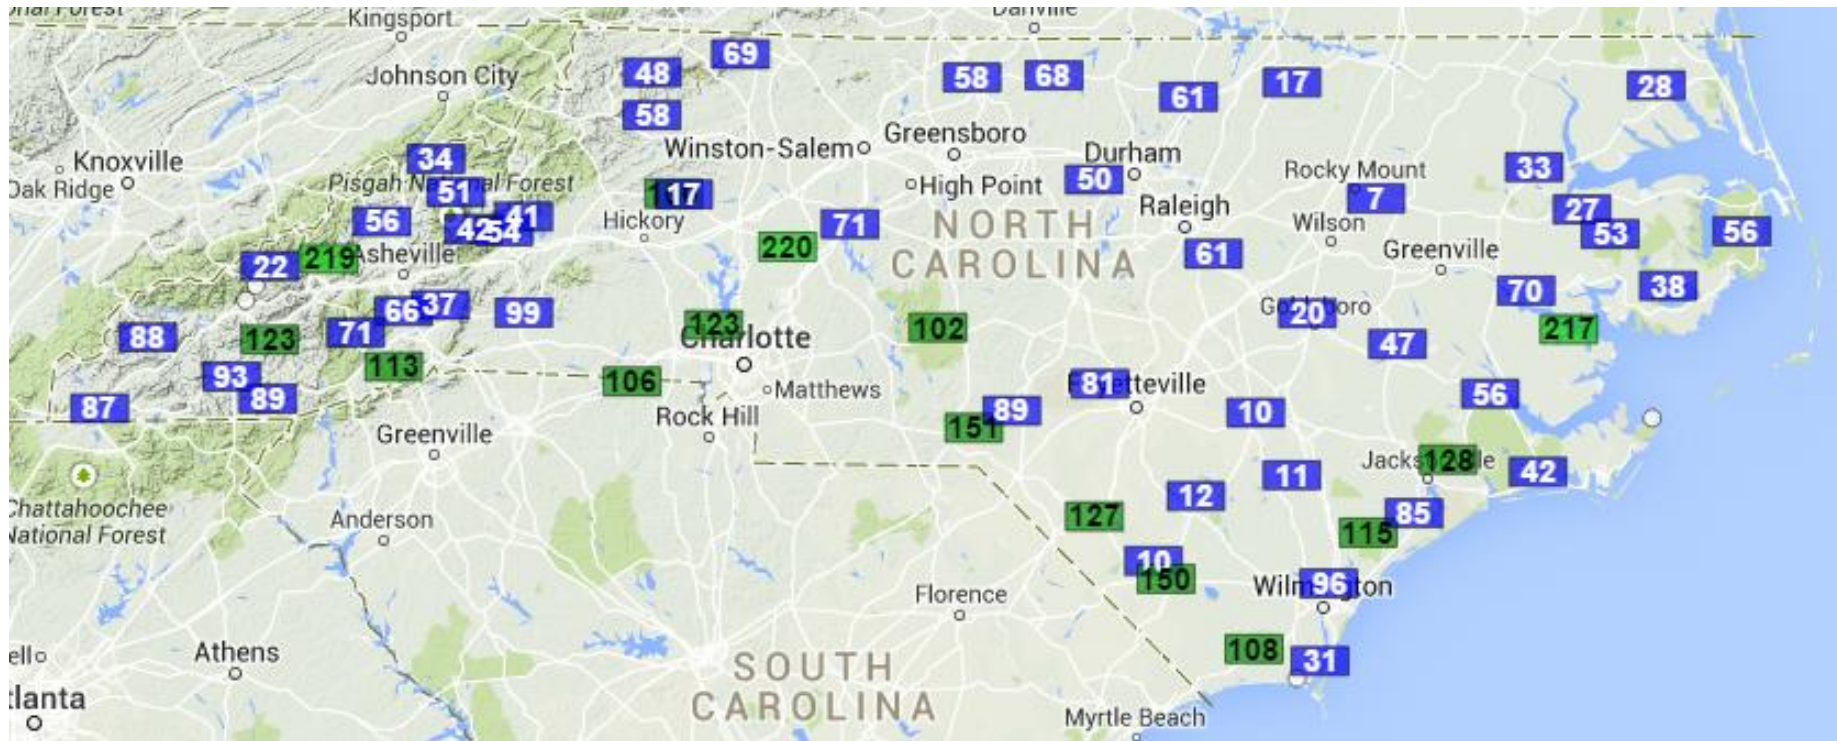 Kingsport
Danville
69
48
58
68
Johnson City
17
28
61
58
Greensboro
Winston-Salem
Durham
34
Knoxville
33
Rocky Mount
Oak Ridge
Pisgah National Forest
50
High Point
51
17
7
Raleigh
27
41
56
Hickory
71
NORTH
CAROLINA
Wilson
42
54
53
56
220
Greenville
61
219
Asheville
22
38
70
37
66
99
20
Goldsboro
123
Charlotte
102
217
71
88
123
47
113
93
106
Matthews
81
Fayetteville
56
89
87
89
10
Rock Hill
151
Greenville
Jacksonville
128
42
11
12
Chattahoochee
National Forest
Anderson
127
85
115
10
150
96
Wilmington
Florence
108
31
Athens
SOUTH
CAROLINA
Myrtle Beach